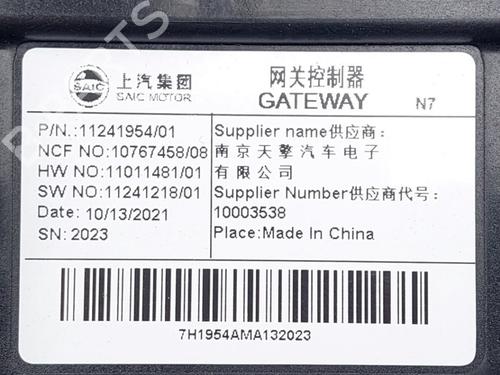 SAIC
上汽集团
SAIC MOTOR
网关控制器
GATEWAY N7
P/N.:11241954/01
NCF NO:10767458/08
HW NO:11011481/01
SW NO:11241218/01
Date: 10/13/2021
SN: 2023
Supplier name供应商:
南京天擎汽车电子
有限公司
Supplier Number供应商代号:
10003538
Place:Made In China
7H1954AMA132023